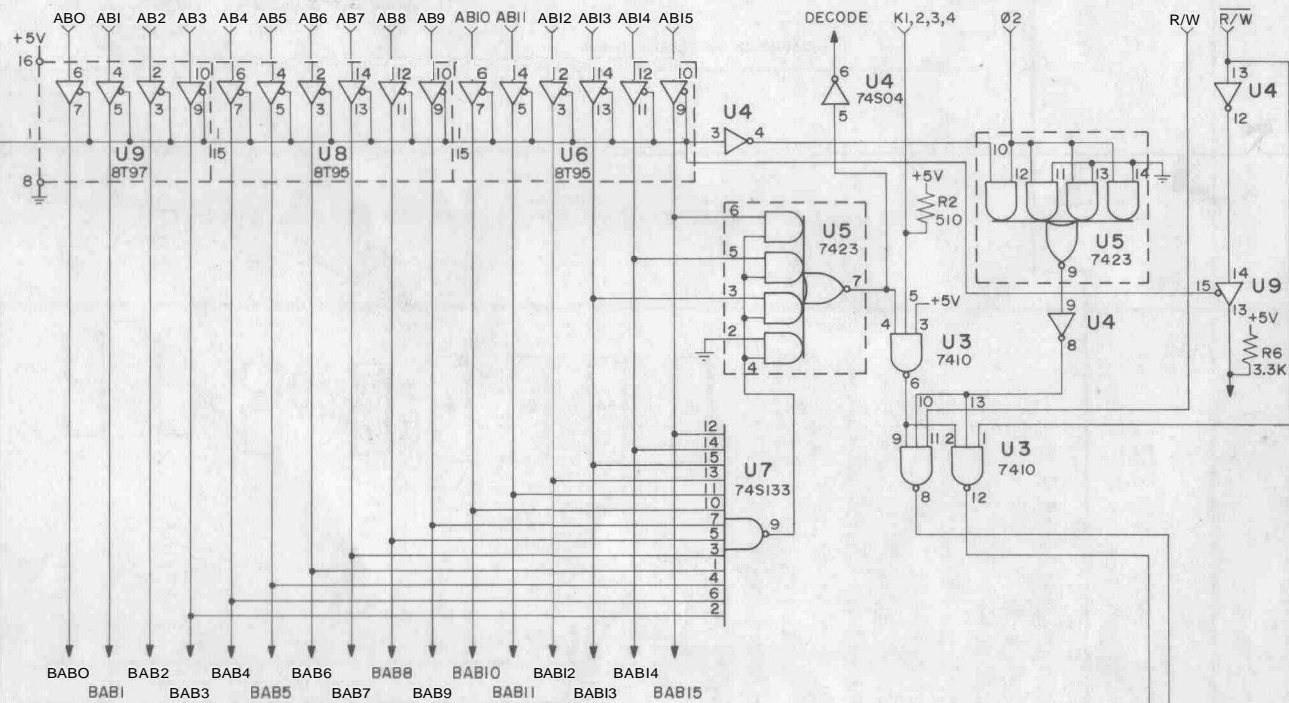 ABO AB1 AB2 AB3 AB4 AB5 AB6 AB7 AB8 AB9 AB10 AB11 AB12 AB13 AB14 AB15 DECODE K1,2,3,4 Ø2 R/W R/W
+5V
16
6 4 2 10 6 4 2 14 12 10 6 14 12 14 12 10
7 5 3 9 5 5 3 13 11 9 7 5 3 13 11 9
1 15 15
U9 U8 U6
8T97 8T95 8T95
8
3 U4 4
6 U4
74S04
5
13 U4
12
10 12 11 13 14
U5
7423
9
+5V
R2
510
6
5
3
2
4
U5
7423
7
5 +5V
4 3
U3
7410
6
9 U4
8
14
15 U9
13
+5V
R6
3.3K
10 13
9 11 2 1
U3
7410
8 12
12
14
15
13
11
10
7
5
3
1
4
6
2
U7
74S133
9
BABO BAB2 BAB4 BAB6 BAB8 BAB10 BAB12 BAB14
BAB1 BAB3 BAB5 BAB7 BAB9 BAB11 BAB13 BAB15